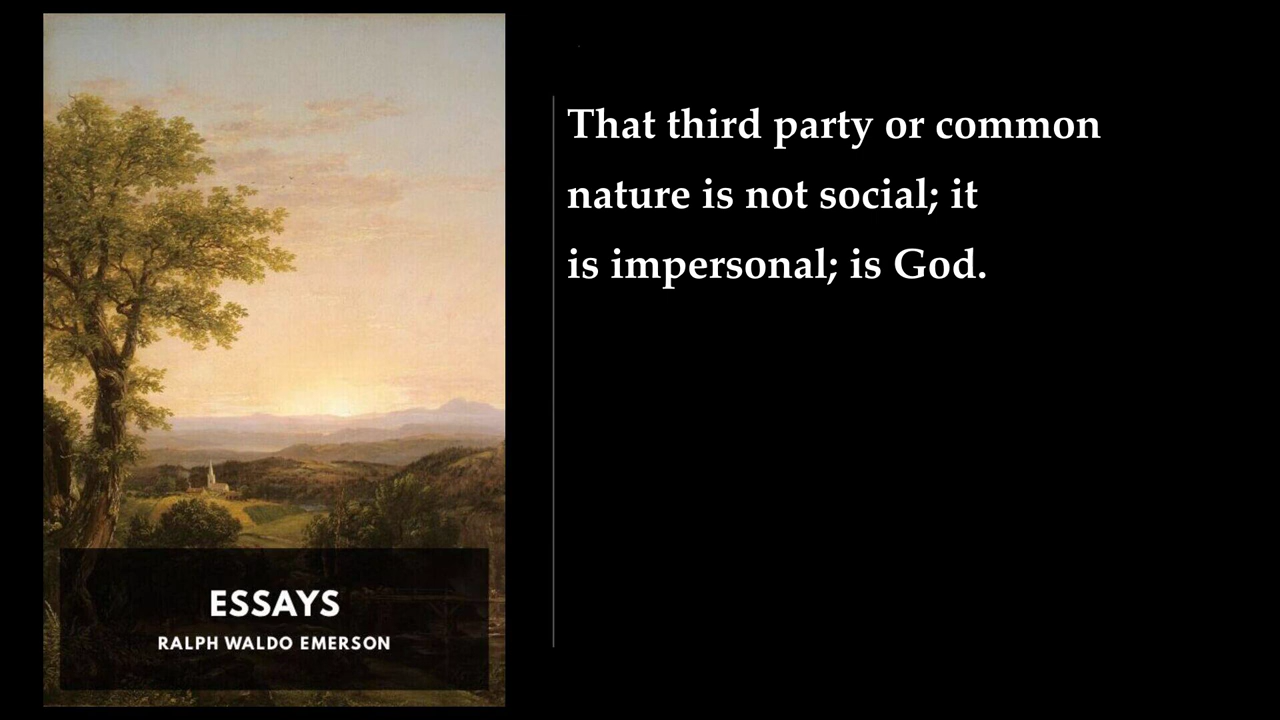 That third party or common
nature is not social; it
is impersonal; is God.
ESSAYS
RALPH WALDO EMERSON